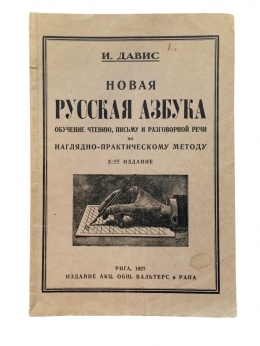 И. ДАВИС
НОВАЯ
РУССКАЯ АЗБУКА
ОБУЧЕНИЕ ЧТЕНИЮ, ПИСЬМУ И РАЗГОВОРНОЙ РЕЧИ
ПО
НАГЛЯДНО-ПРАКТИЧЕСКОМУ МЕТОДУ
2-ое ИЗДАНИЕ
РИГА, 1927
ИЗДАНИЕ АКЦ. ОБЩ. ВАЛЬТЕРС и РАПА